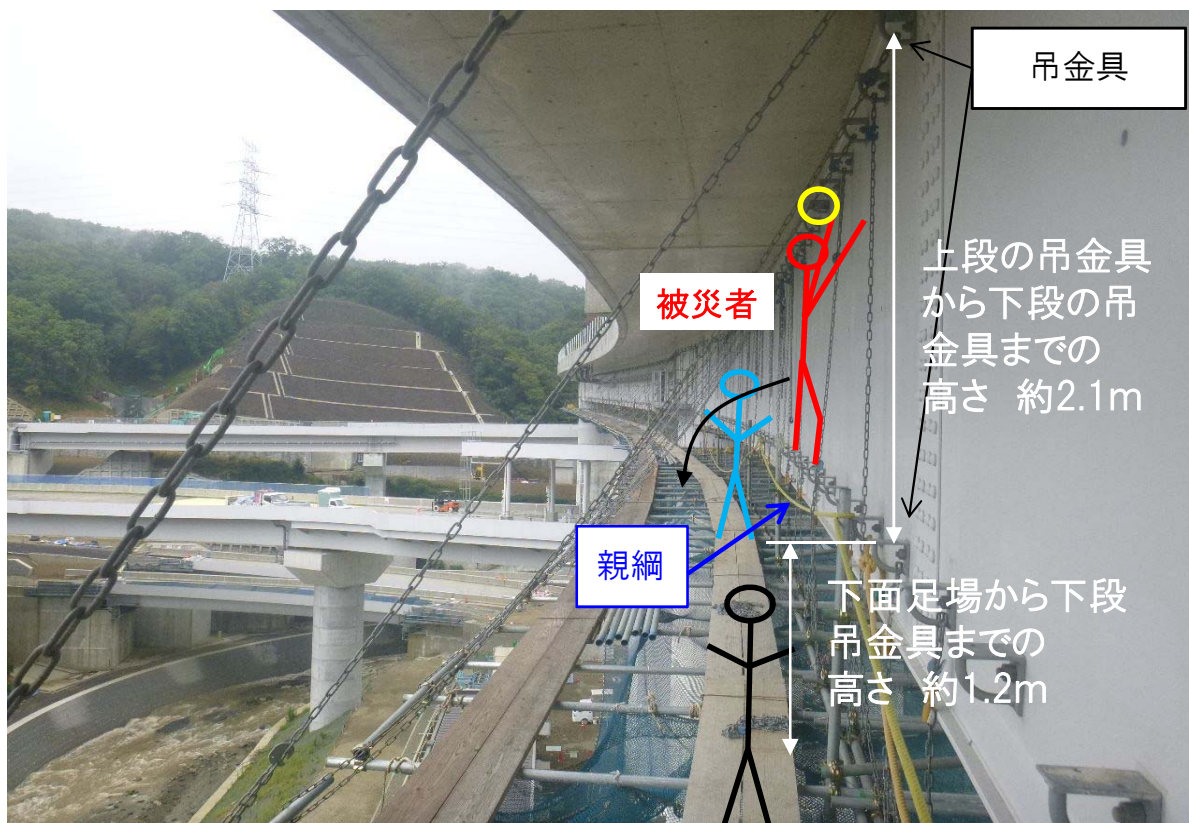 吊金具
上段の吊金具
から下段の吊
金具までの
高さ 約2.1m
被災者
親綱
下面足場から下段
吊金具までの
高さ 約1.2m